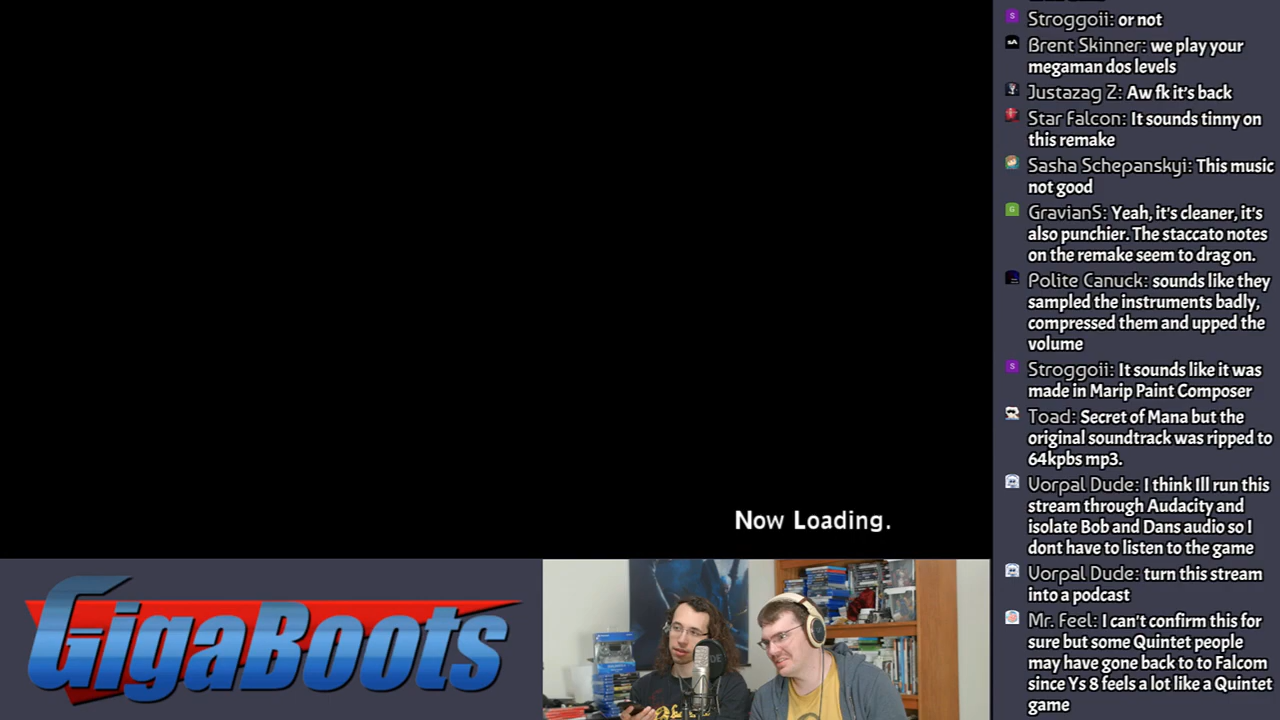 Stroggoii: or not
Brent Skinner: we play your
megaman dos levels
Justazag Z: Aw fk it's back
Star Falcon: It sounds tinny on
this remake
Sasha Schepanskyi: This music
not good
GravianS: Yeah, it's cleaner, it's
also punchier. The staccato notes
on the remake seem to drag on.
Polite Canuck: sounds like they
sampled the instruments badly,
compressed them and upped the
volume
Stroggoii: It sounds like it was
made in Marip Paint Composer
Toad: Secret of Mana but the
original soundtrack was ripped to
64kpbs mp3.
Vorpal Dude: I think Ill run this
stream through Audacity and
isolate Bob and Dans audio so I
dont have to listen to the game
Vorpal Dude: turn this stream
into a podcast
Mr. Feel: I can't confirm this for
sure but some Quintet people
may have gone back to to Falcom
since Ys 8 feels a lot like a Quintet
game
Now Loading.
GigaBoots